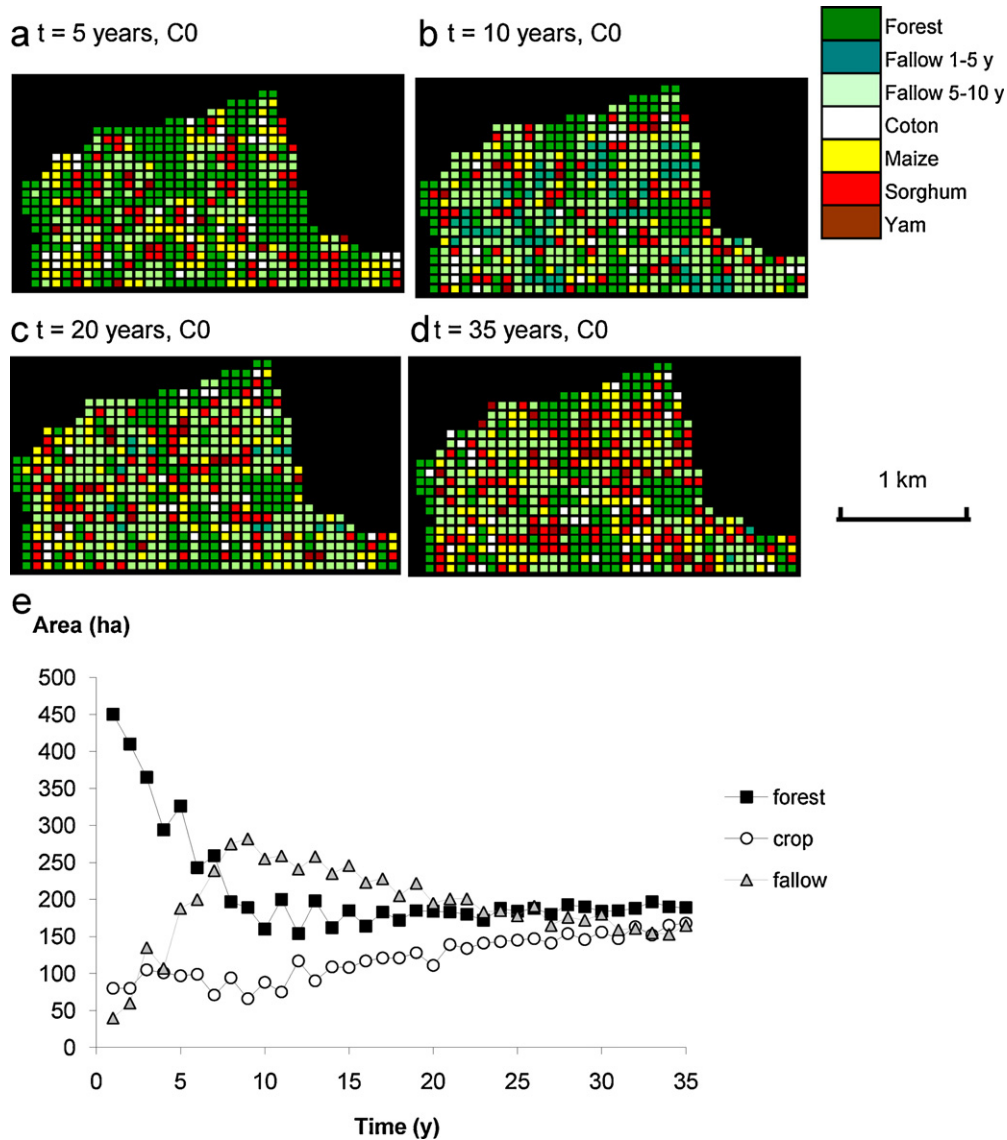 a t = 5 years, C0
b t = 10 years, C0
Forest
Fallow 1-5 y
Fallow 5-10 y
Coton
Maize
Sorghum
Yam
c t = 20 years, C0
d t = 35 years, C0
1 km
e
Area (ha)
500
450
400
350
300
250
200
150
100
50
0
0 5 10 15 20 25 30 35
Time (y)
forest
crop
fallow